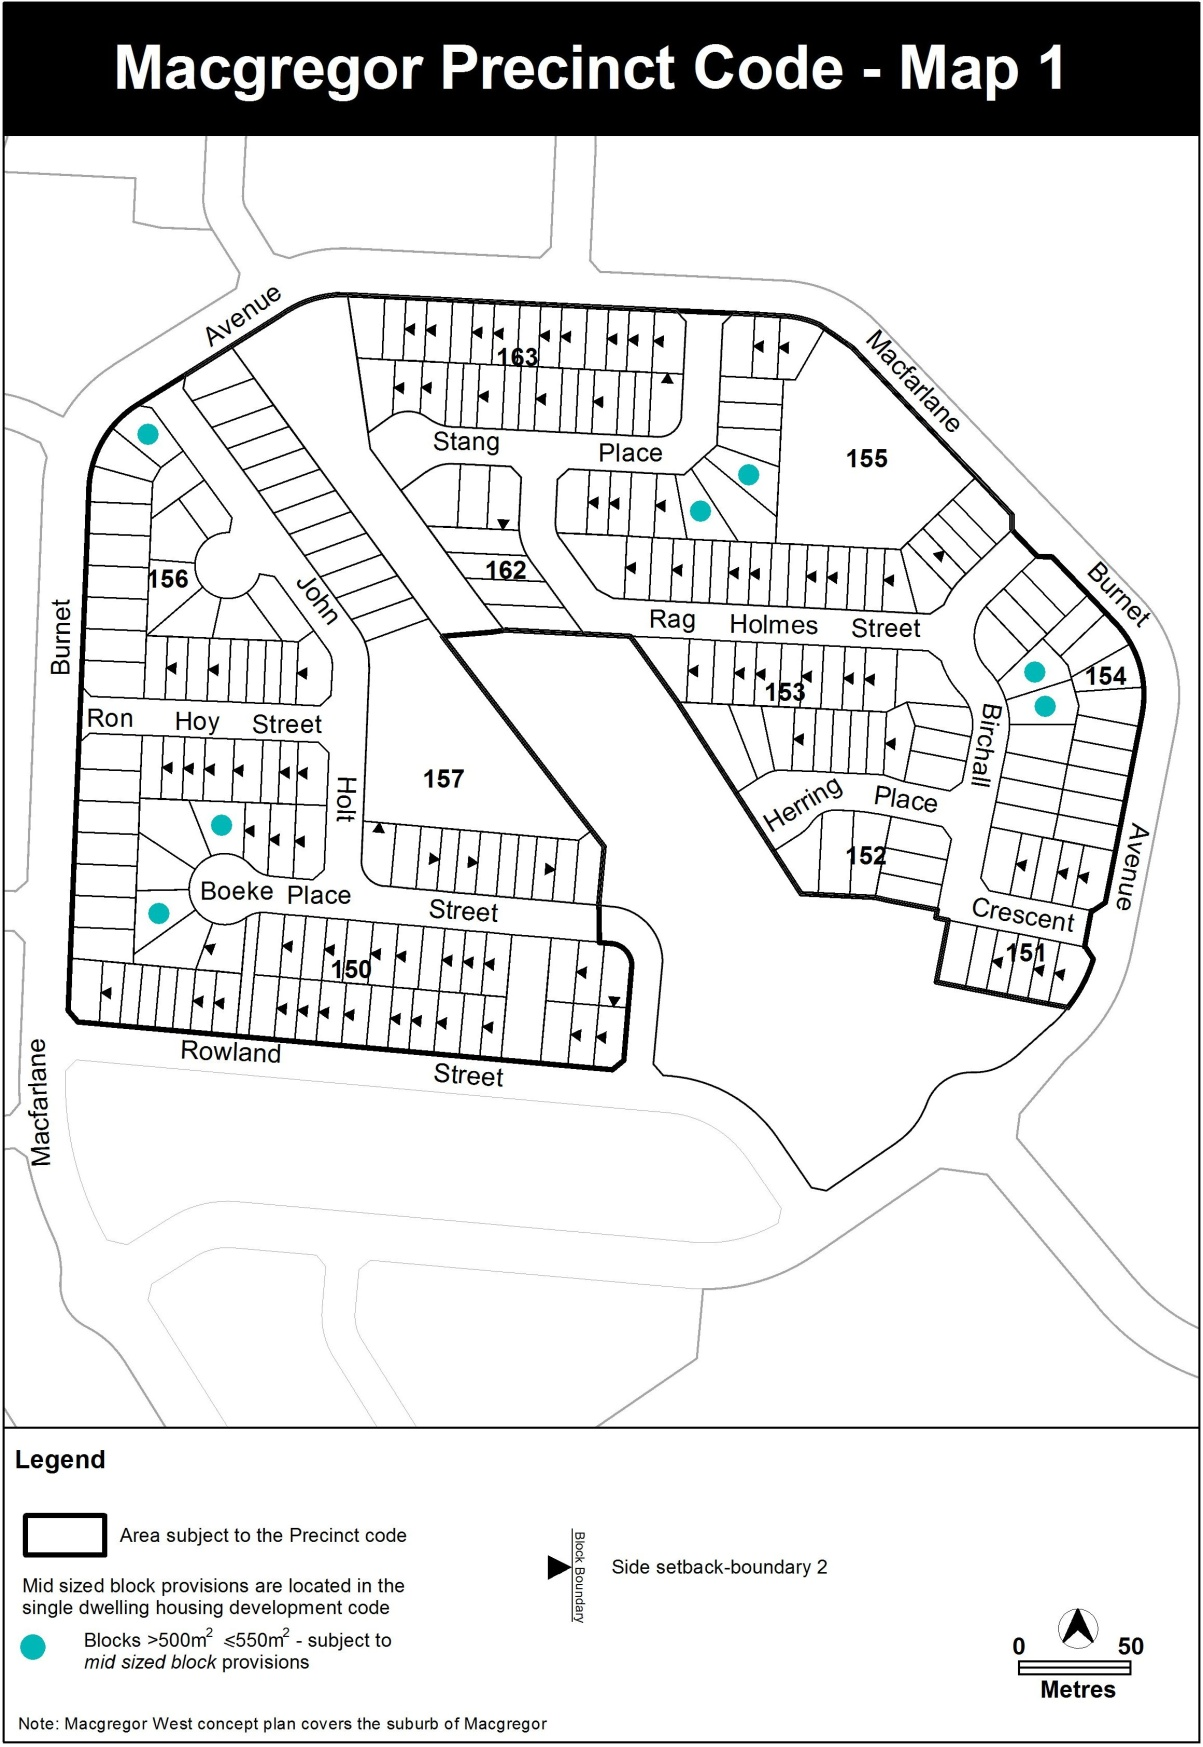 Macgregor Precinct Code - Map 1
Avenue
Macfarlane
163
Stang
Place
155
156
162
John
Burnet
Rag Holmes Street
Burnet
153
154
Ron Hoy Street
Birchall
157
Holt
Herring
Place
152
Avenue
Boeke Place
Street
Crescent
151
150
Rowland
Street
Macfarlane
Legend
Area subject to the Precinct code
Mid sized block provisions are located in the
single dwelling housing development code
Blocks >500m² ≤550m² - subject to
mid sized block provisions
Block Boundary
Side setback-boundary 2
0 50
Metres
Note: Macgregor West concept plan covers the suburb of Macgregor